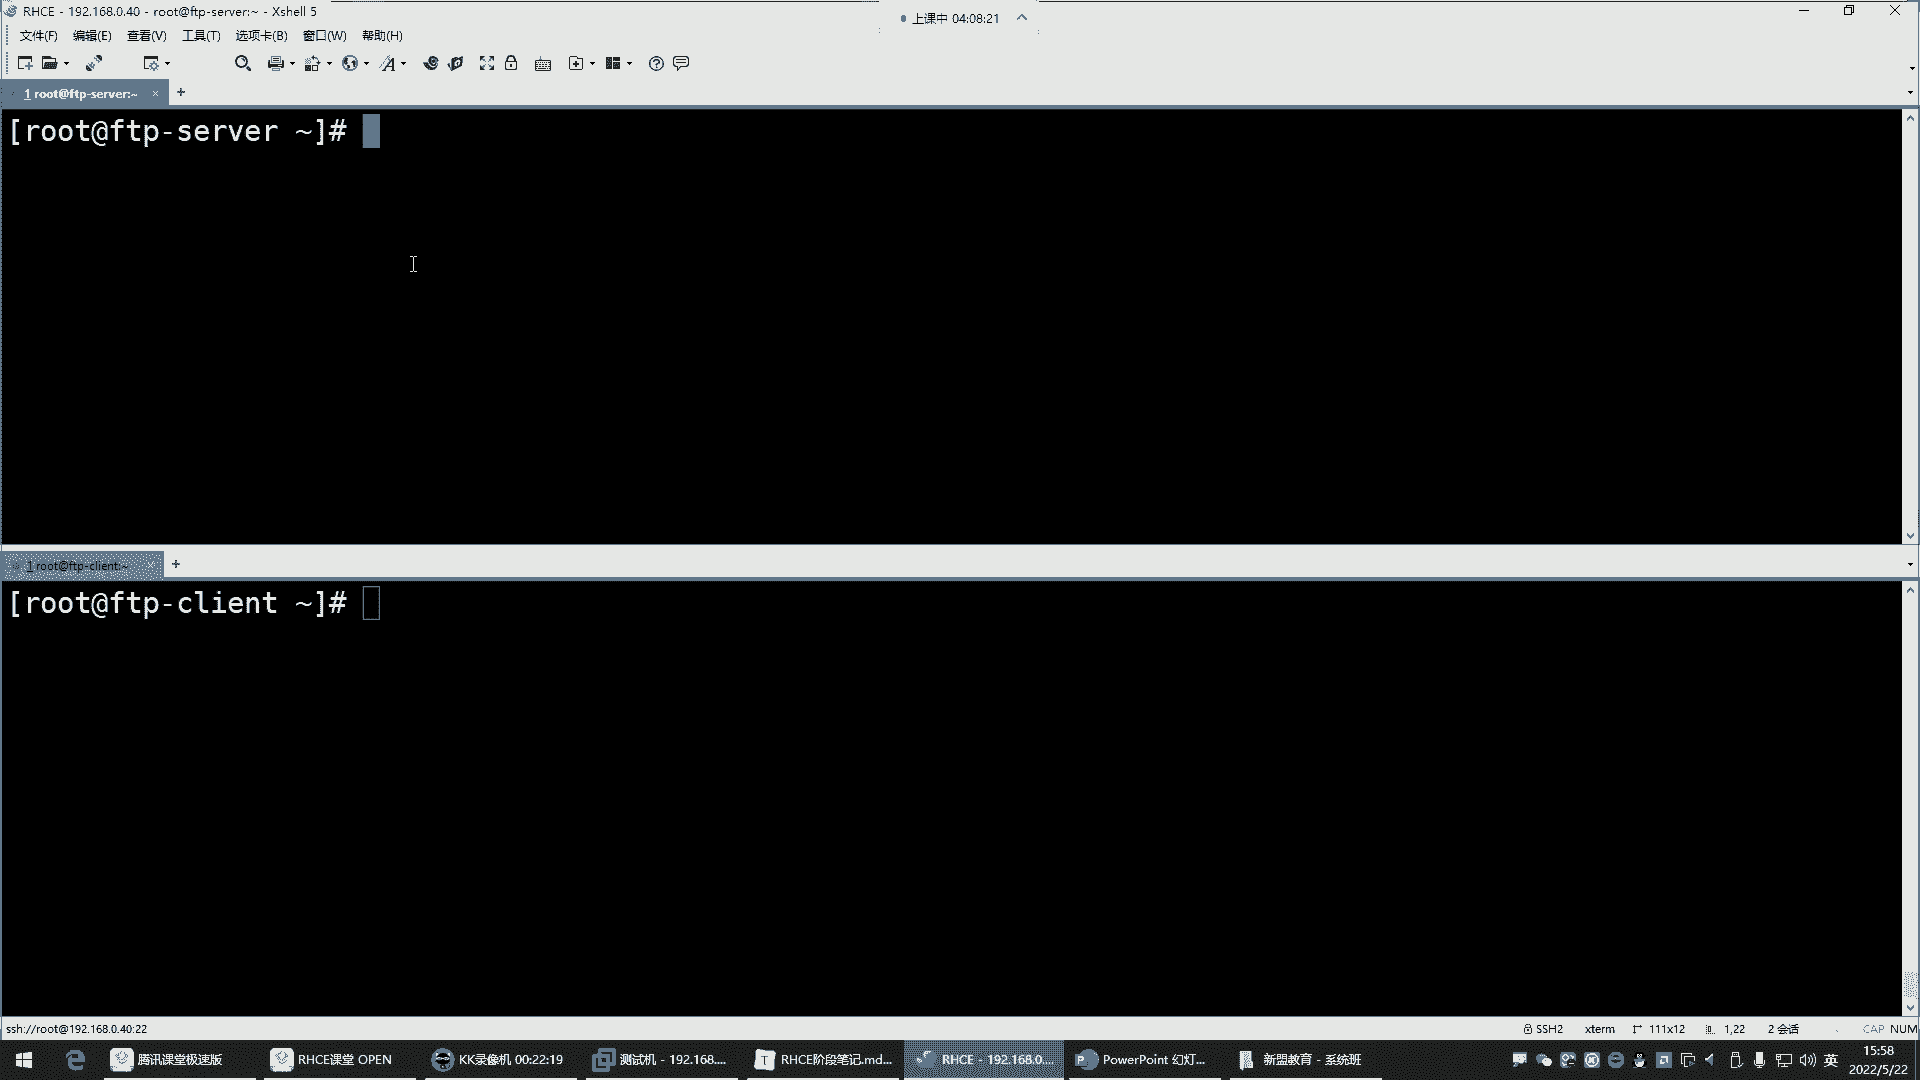 RHCE - 192.168.0.40 - root@ftp-server:~ - Xshell 5
上课中 04:08:21
文件(F) 编辑(E) 查看(V) 工具(T) 选项卡(B) 窗口(W) 帮助(H)
1 root@ftp-server:~ × +
[root@ftp-server ~]#
1 root@ftp-client:~ × +
[root@ftp-client ~]#
ssh://root@192.168.0.40:22 SSH2 xterm 111x12 1,22 2 会话 CAP NUM
腾讯课堂极速版 RHCE课堂 OPEN KK录像机 00:22:19 测试机 - 192.168.... RHCE阶段笔记.md... RHCE - 192.168.0.... PowerPoint 幻灯... 新盟教育 - 系统班 英 15:58
2022/5/22